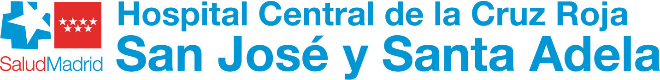 Hospital Central de la Cruz Roja
San José y Santa Adela
SaludMadrid